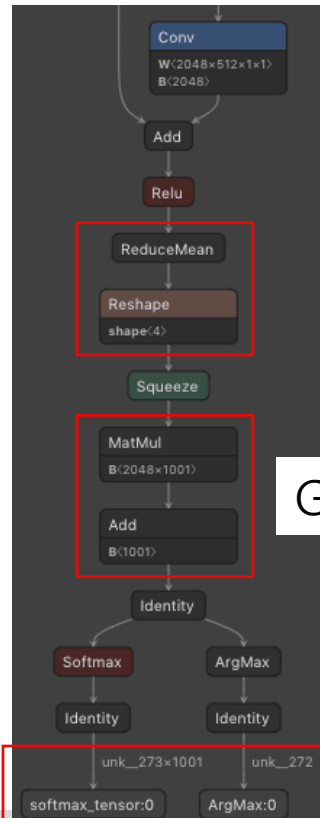 Conv
W⟨2048×512×1×1⟩
B⟨2048⟩
Add
Relu
ReduceMean
Reshape
shape⟨4⟩
Squeeze
MatMul
B⟨2048×1001⟩
G
Add
B⟨1001⟩
Identity
Softmax ArgMax
Identity Identity
unk__273×1001 unk__272
softmax_tensor:0 ArgMax:0